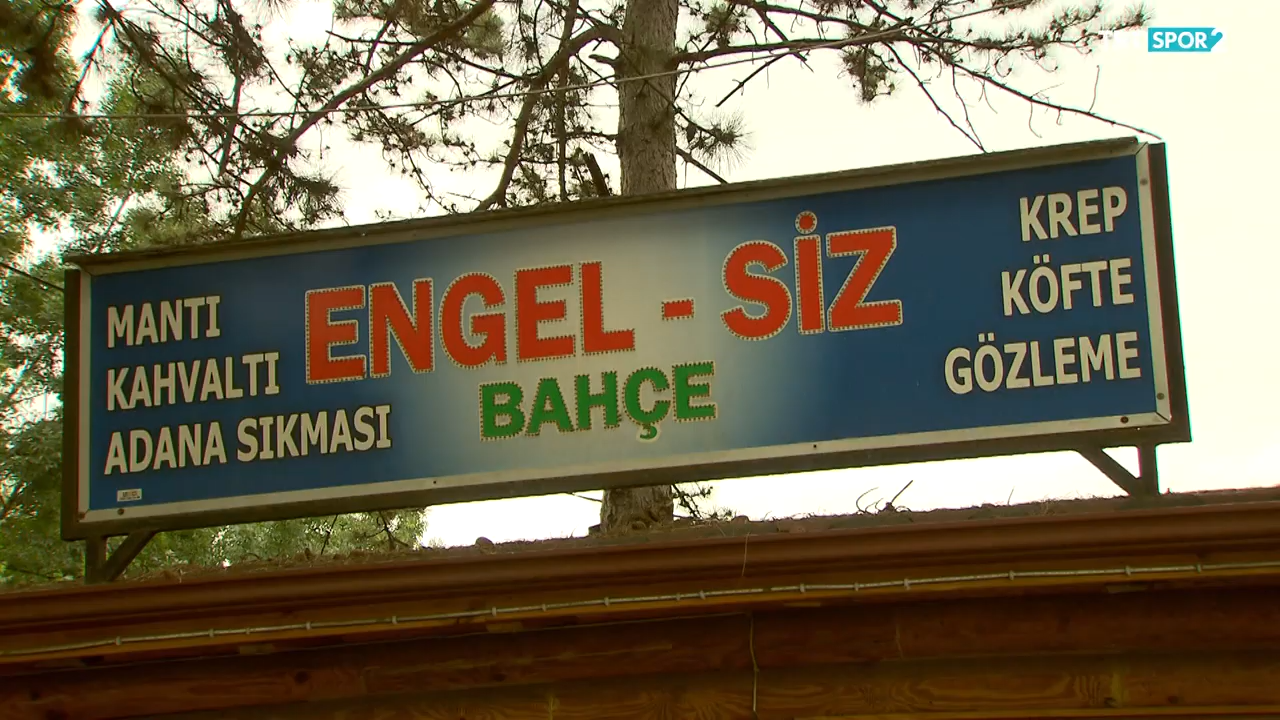 SPOR
ENGEL - SİZ
BAHÇE
MANTI
KAHVALTI
ADANA SIKMASI
KREP
KÖFTE
GÖZLEME